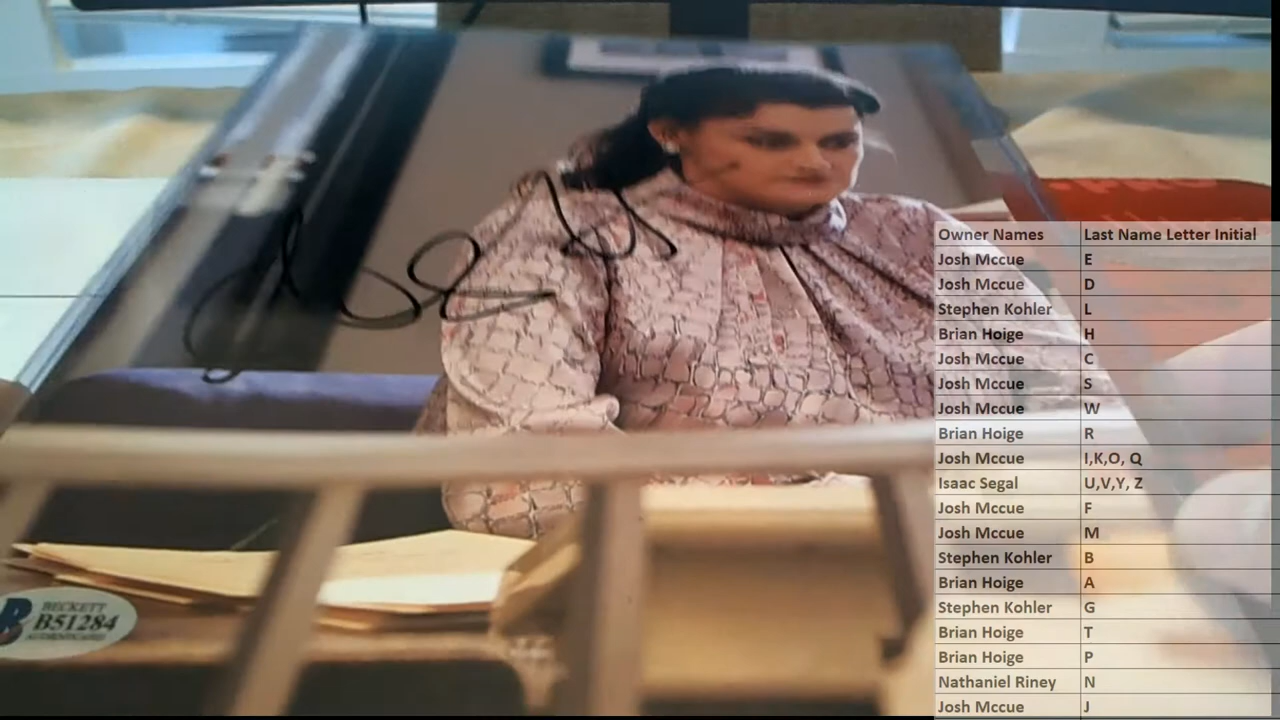 BECKETT
B51284
AUTHENTICATED
Owner Names Last Name Letter Initial
Josh Mccue E
Josh Mccue D
Stephen Kohler L
Brian Hoige H
Josh Mccue C
Josh Mccue S
Josh Mccue W
Brian Hoige R
Josh Mccue I,K,O, Q
Isaac Segal U,V,Y, Z
Josh Mccue F
Josh Mccue M
Stephen Kohler B
Brian Hoige A
Stephen Kohler G
Brian Hoige T
Brian Hoige P
Nathaniel Riney N
Josh Mccue J